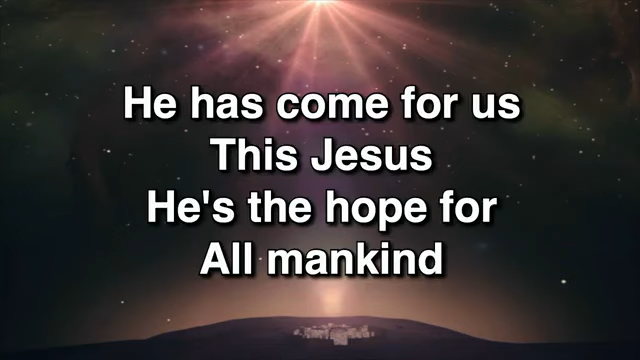 He has come for us
This Jesus
He's the hope for
All mankind